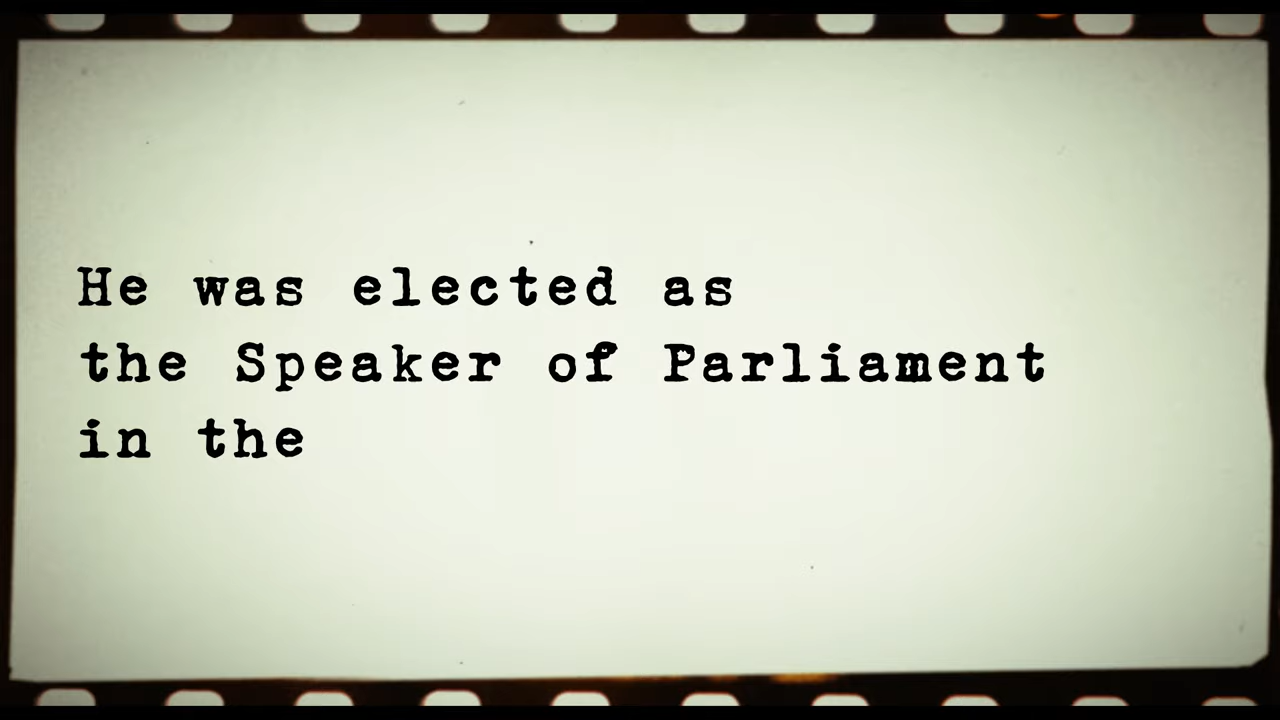 He was elected as
the Speaker of Parliament
in the